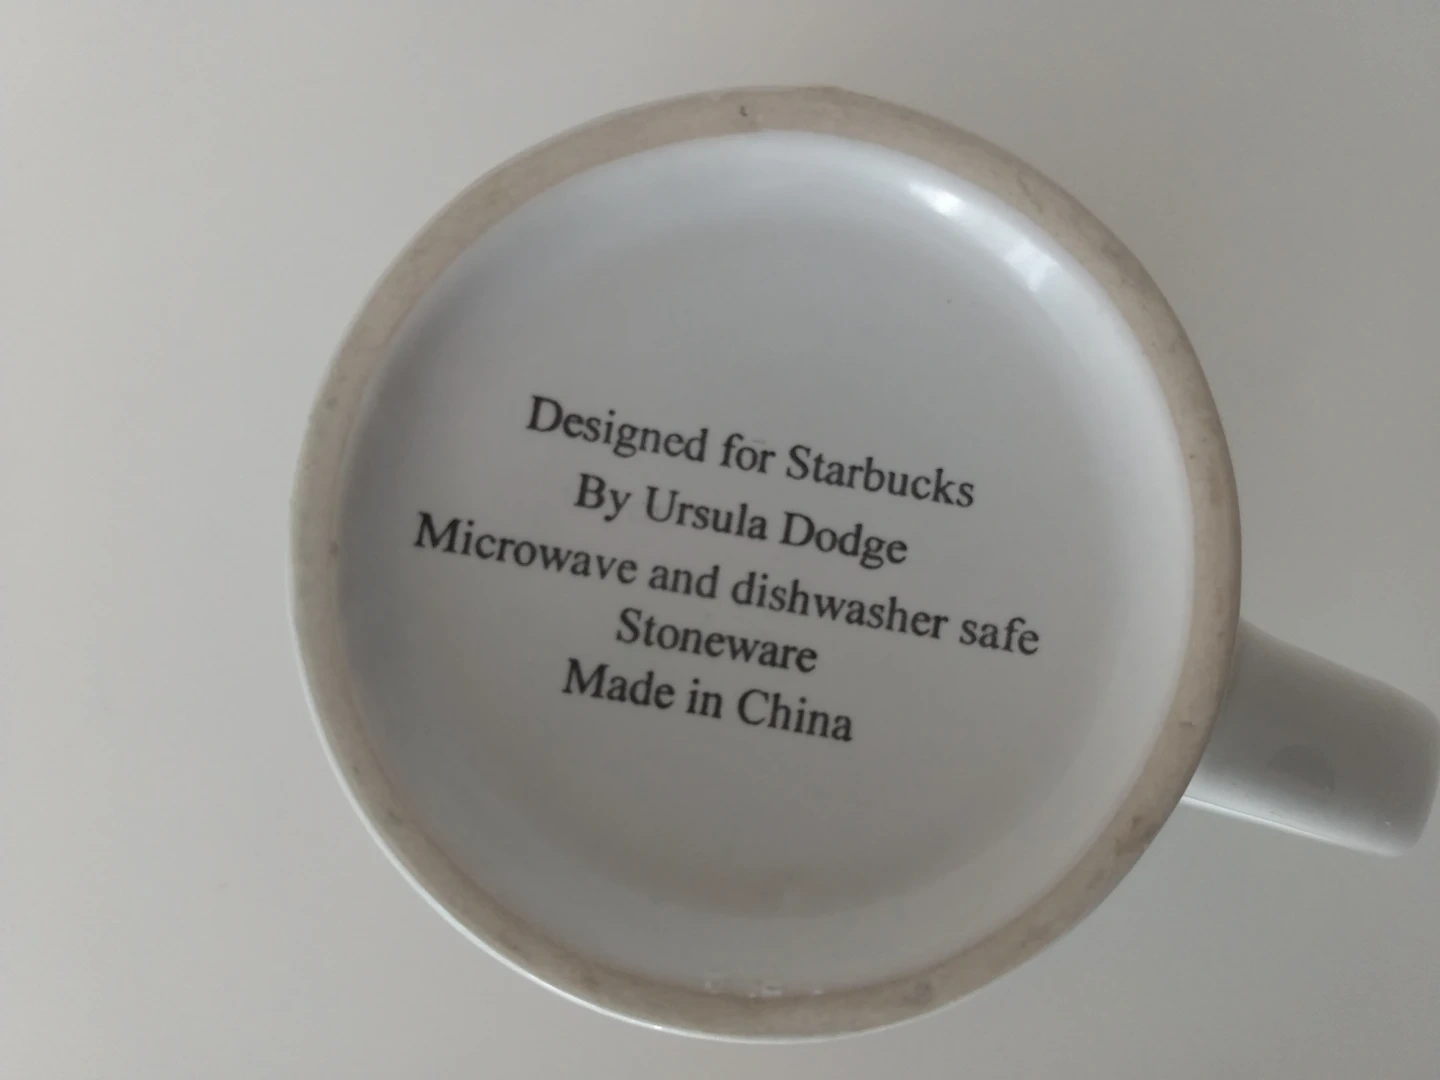 Designed for Starbucks
By Ursula Dodge
Microwave and dishwasher safe
Stoneware
Made in China